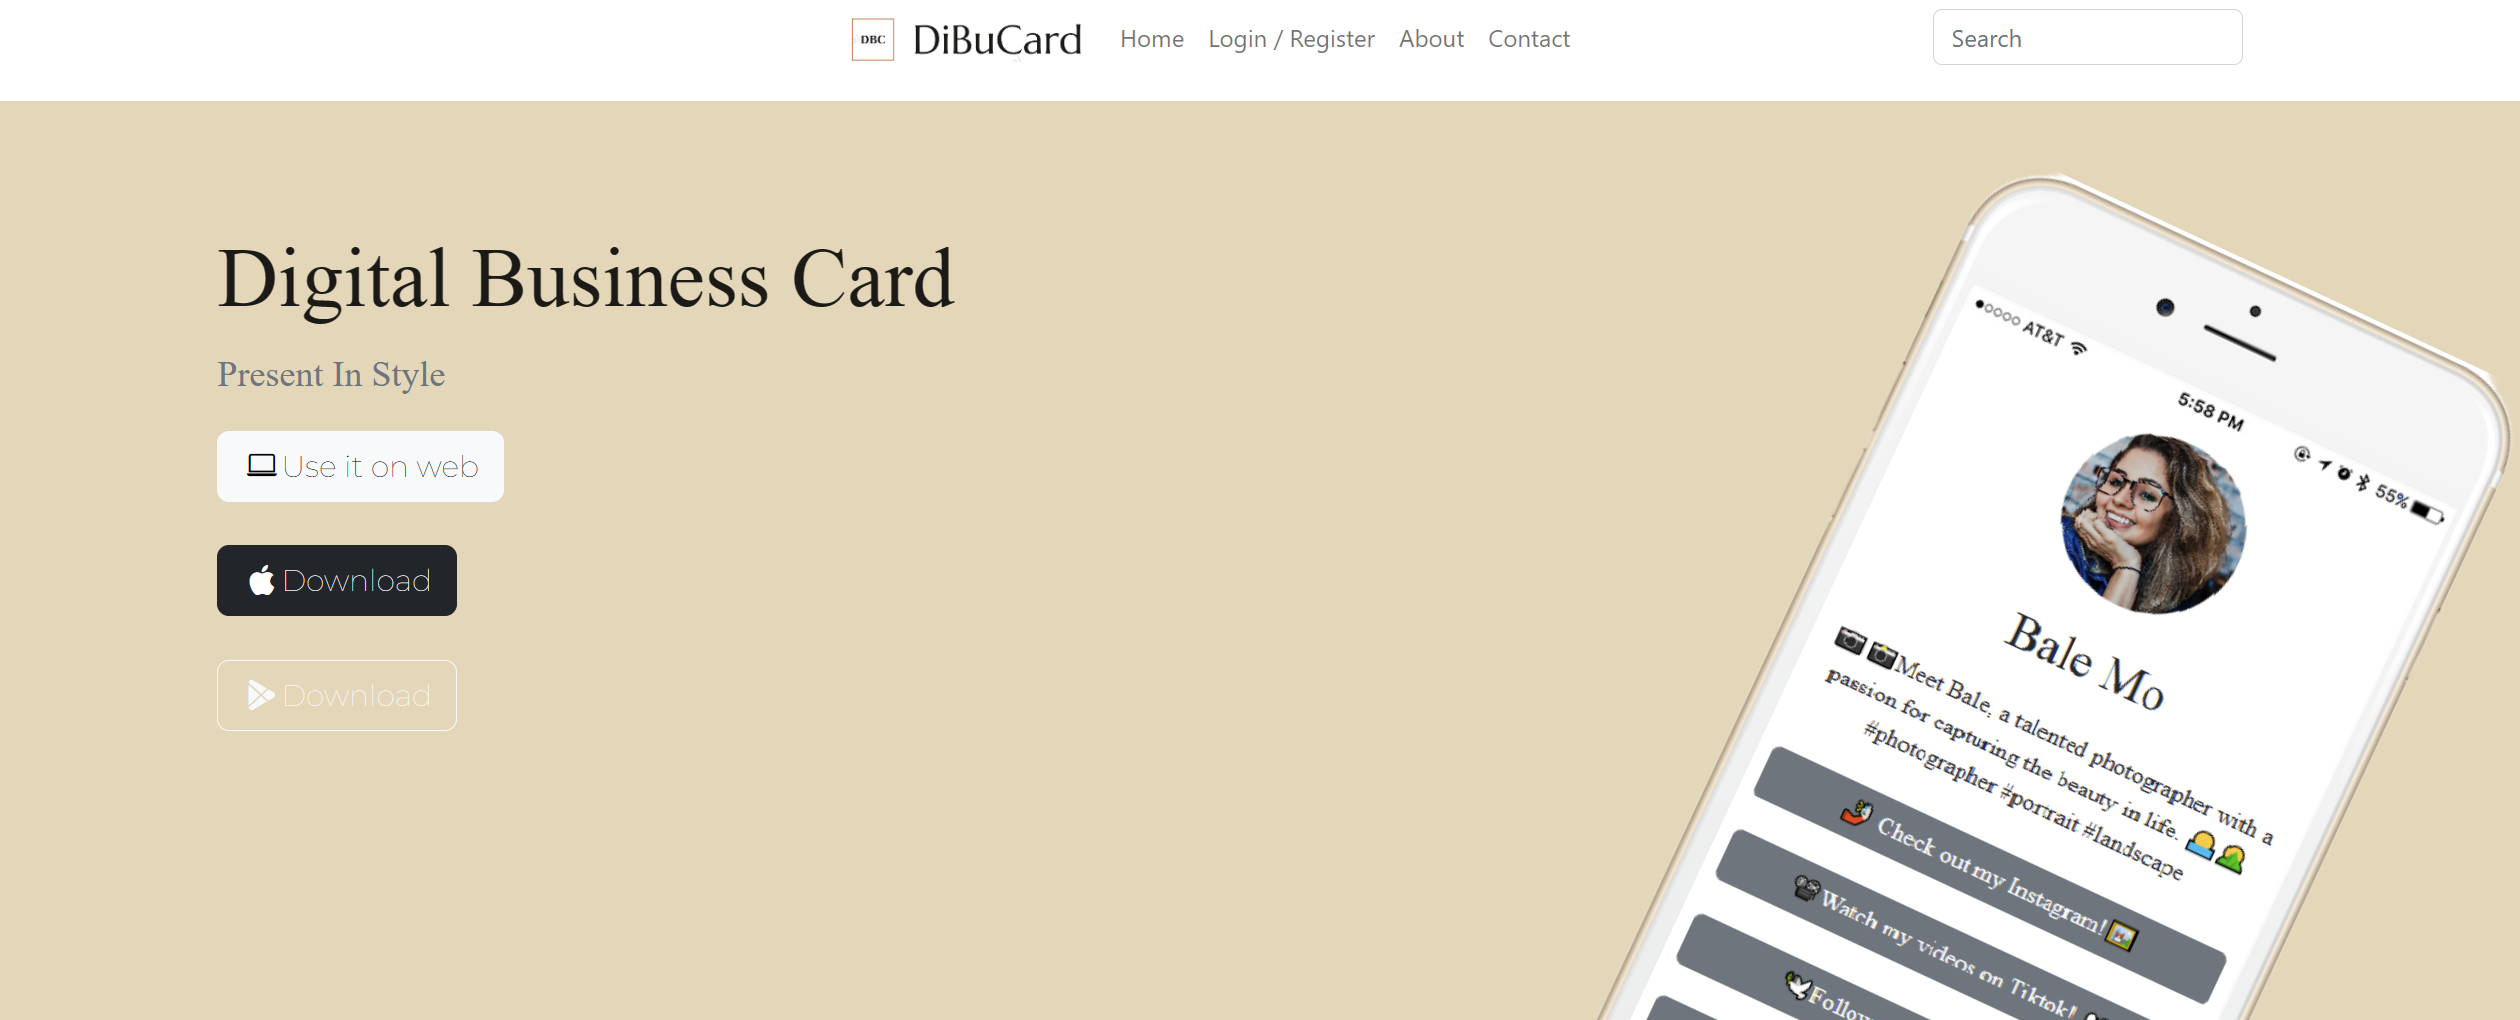 DBC DiBuCard Home Login / Register About Contact Search
Digital Business Card
Present In Style
Use it on web
Download
Download
AT&T
5:58 PM
55%
Bale Mo
📷📸Meet Bale, a talented photographer with a
passion for capturing the beauty in life. 🌅🌄
#photographer #portrait #landscape
Check out my Instagram!🖼️
🎥Watch my videos on Tiktok!
🕊️Follow